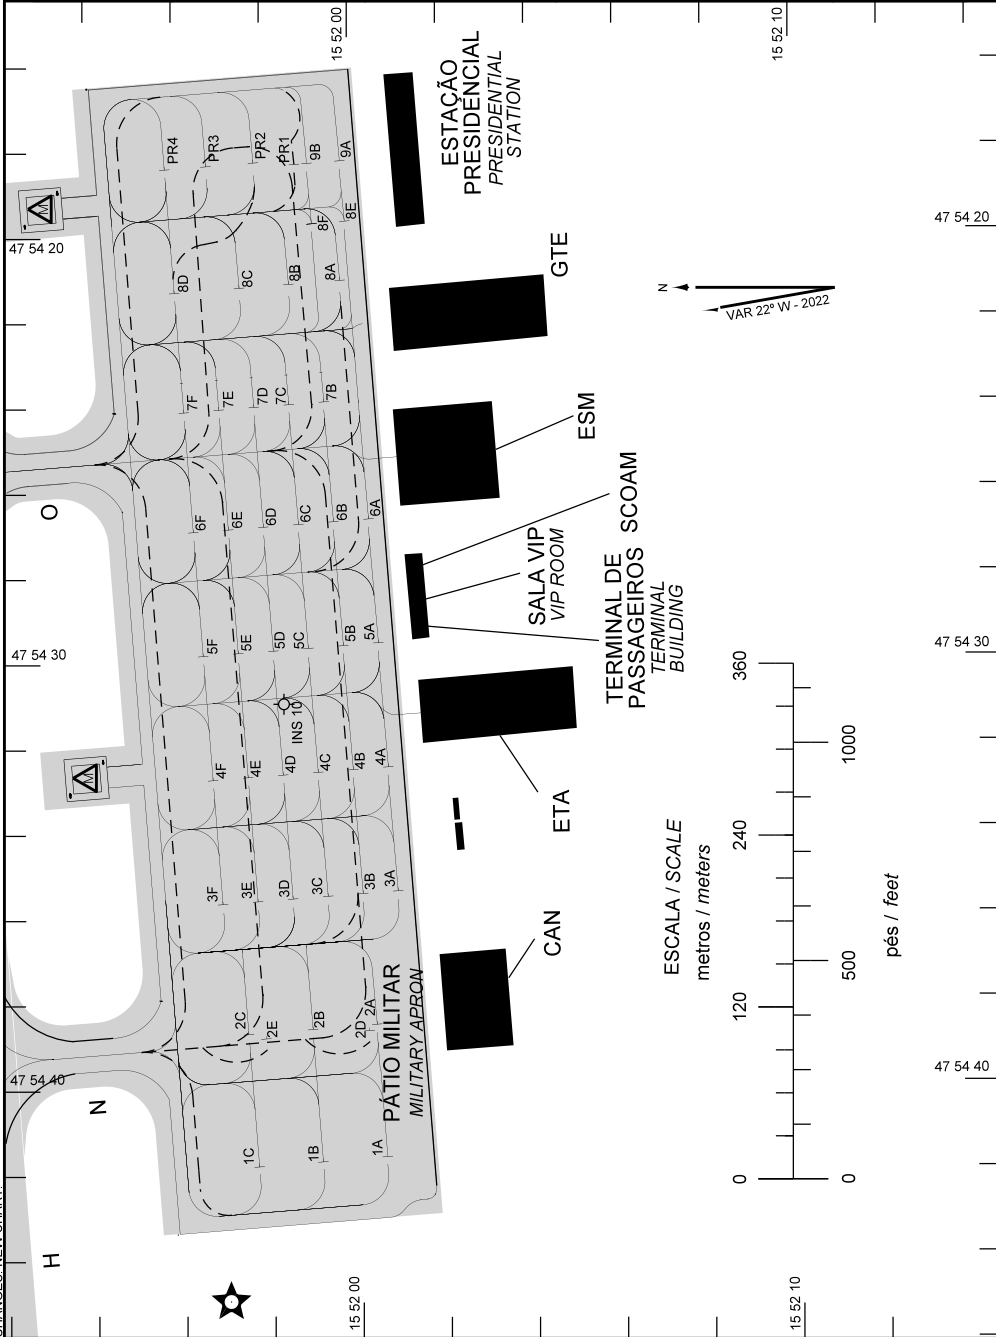 15 52 00
15 52 10
ESTAÇÃO
PRESIDENCIAL
PRESIDENTIAL
STATION
PR4
PR3
PR2
PR1
9B
9A
M
47 54 20
47 54 20
8F
8E
8D
8C
8B
8A
GTE
N
VAR 22º W - 2022
7F
7E
7D
7C
7B
ESM
O
6F
6E
6D
6C
6B
6A
SCOAM
SALA VIP
VIP ROOM
TERMINAL DE
PASSAGEIROS
TERMINAL
BUILDING
5F
5E
5D
5C
5B
5A
47 54 30
47 54 30
INS 10
4F
4E
4D
4C
4B
4A
M
ETA
3F
3E
3D
3C
3B
3A
CAN
ESCALA / SCALE
metros / meters
360
240
120
0
1000
500
0
pés / feet
PÁTIO MILITAR
MILITARY APRON
2C
2E
2B
2D
2A
47 54 40
47 54 40
N
1C
1B
1A
H
15 52 00
15 52 10